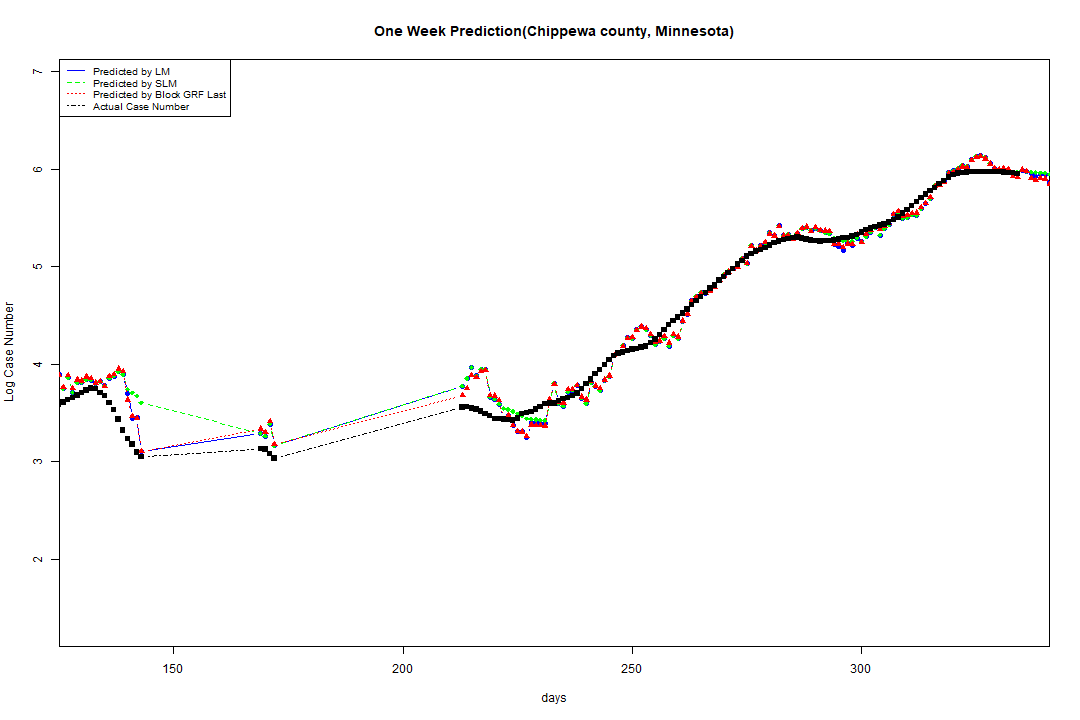 One Week Prediction(Chippewa county, Minnesota)
Predicted by LM
Predicted by SLM
Predicted by Block GRF Last
Actual Case Number
7
6
5
4
3
2
Log Case Number
150 200 250 300
days